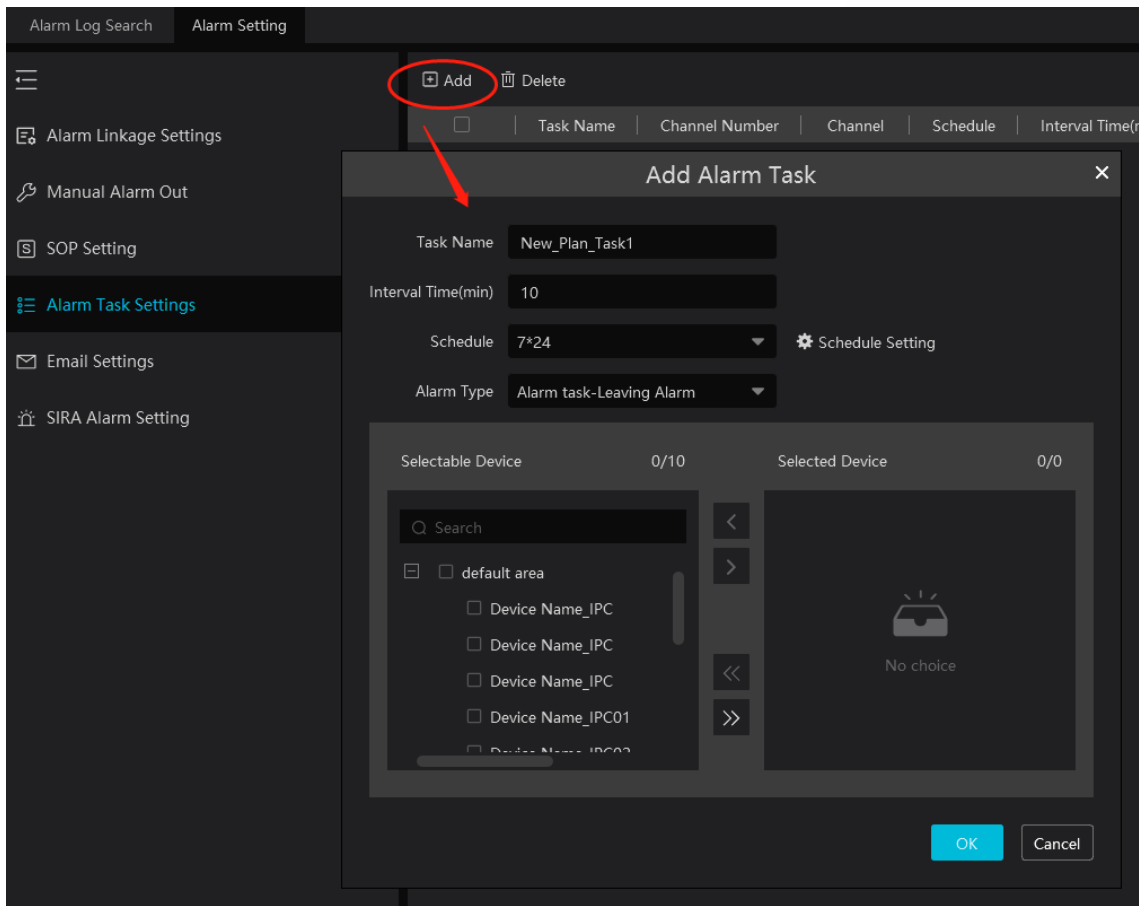 Alarm Log Search Alarm Setting
Add Delete
Alarm Linkage Settings
Manual Alarm Out
SOP Setting
Alarm Task Settings
Email Settings
SIRA Alarm Setting
Task Name Channel Number Channel Schedule Interval Time(
Add Alarm Task
Task Name New_Plan_Task1
Interval Time(min) 10
Schedule 7*24 Schedule Setting
Alarm Type Alarm task-Leaving Alarm
Selectable Device 0/10 Selected Device 0/0
Search
default area
Device Name_IPC
Device Name_IPC
Device Name_IPC
Device Name_IPC01
No choice
OK Cancel